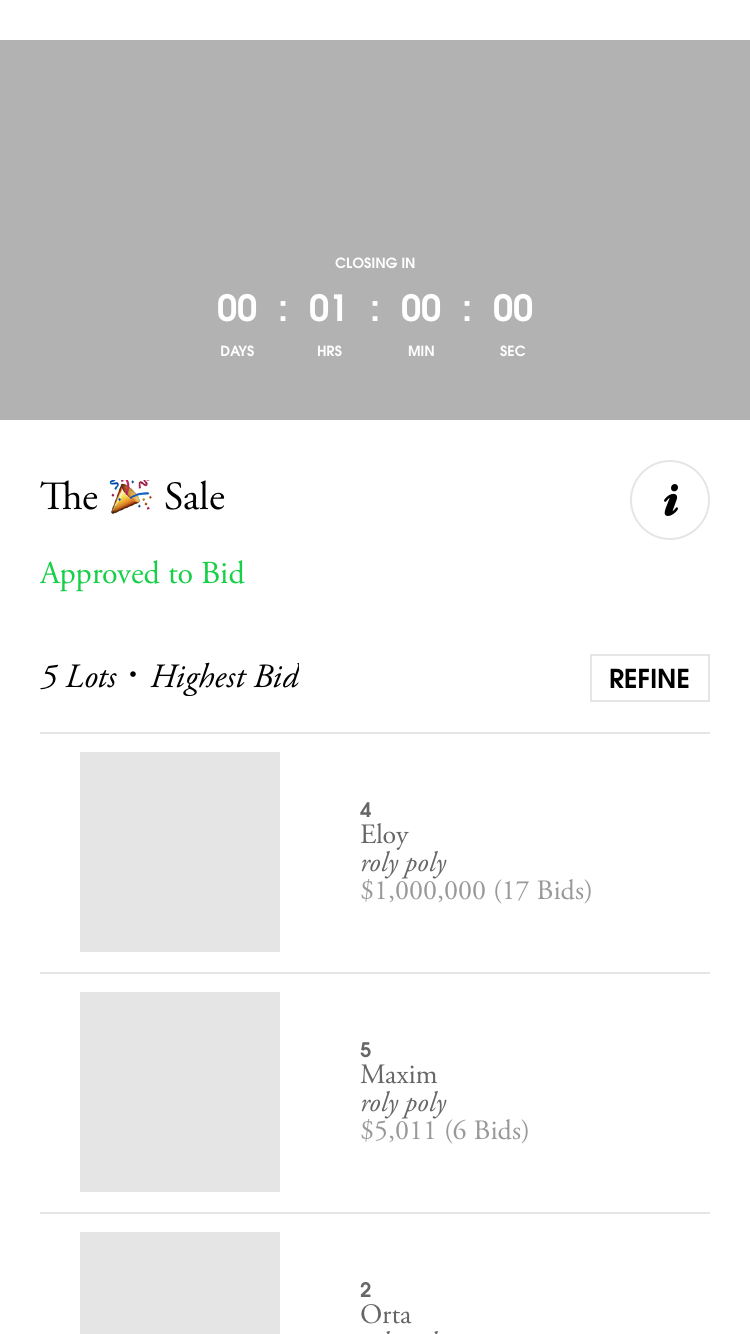 CLOSING IN
00 : 01 : 00 : 00
DAYS HRS MIN SEC
The 🎉 Sale
i
Approved to Bid
5 Lots • Highest Bid
REFINE
4
Eloy
roly poly
$1,000,000 (17 Bids)
5
Maxim
roly poly
$5,011 (6 Bids)
2
Orta